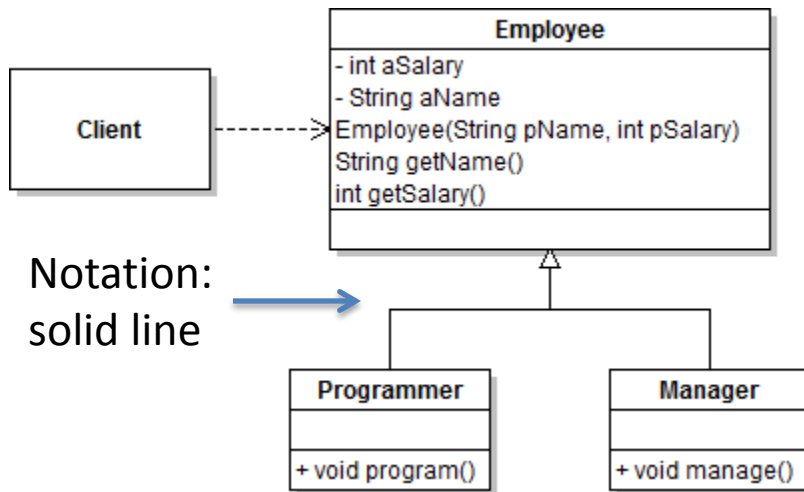 Employee
- int aSalary
- String aName
Employee(String pName, int pSalary)
String getName()
int getSalary()
Client
Notation:
solid line
Programmer
+ void program()
Manager
+ void manage()